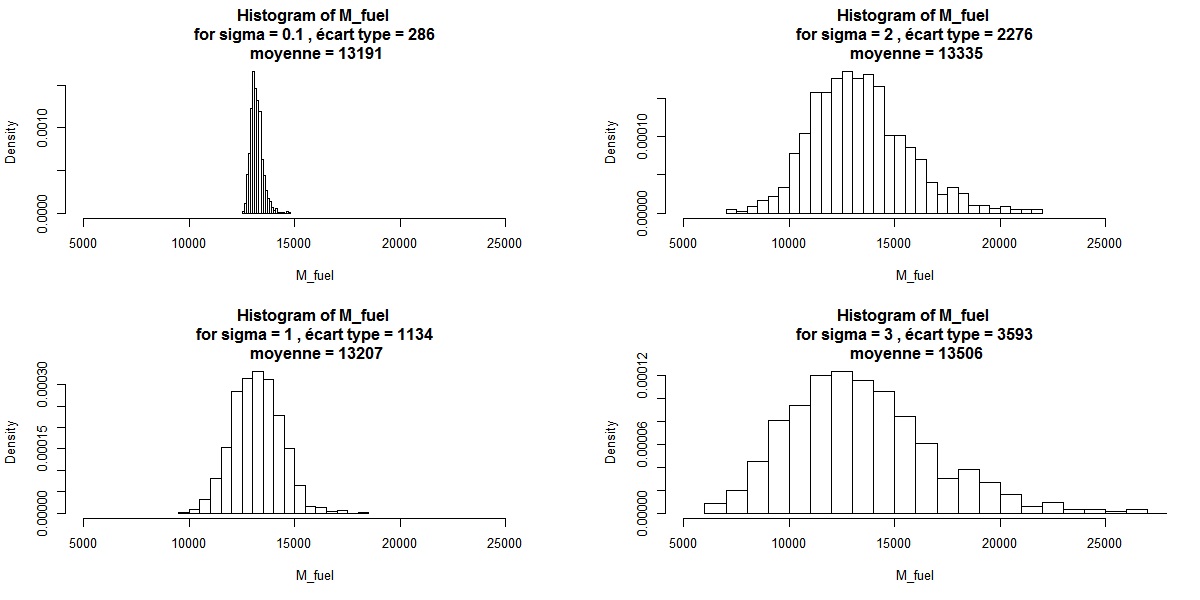 Histogram of M_fuel
for sigma = 0.1 , écart type = 286
moyenne = 13191
Density
0.0000
0.0010
5000 10000 15000 20000 25000
M_fuel
Histogram of M_fuel
for sigma = 2 , écart type = 2276
moyenne = 13335
Density
0.00000
0.00010
5000 10000 15000 20000 25000
M_fuel
Histogram of M_fuel
for sigma = 1 , écart type = 1134
moyenne = 13207
Density
0.00000
0.00015
0.00030
5000 10000 15000 20000 25000
M_fuel
Histogram of M_fuel
for sigma = 3 , écart type = 3593
moyenne = 13506
Density
0.00000
0.00006
0.00012
5000 10000 15000 20000 25000
M_fuel